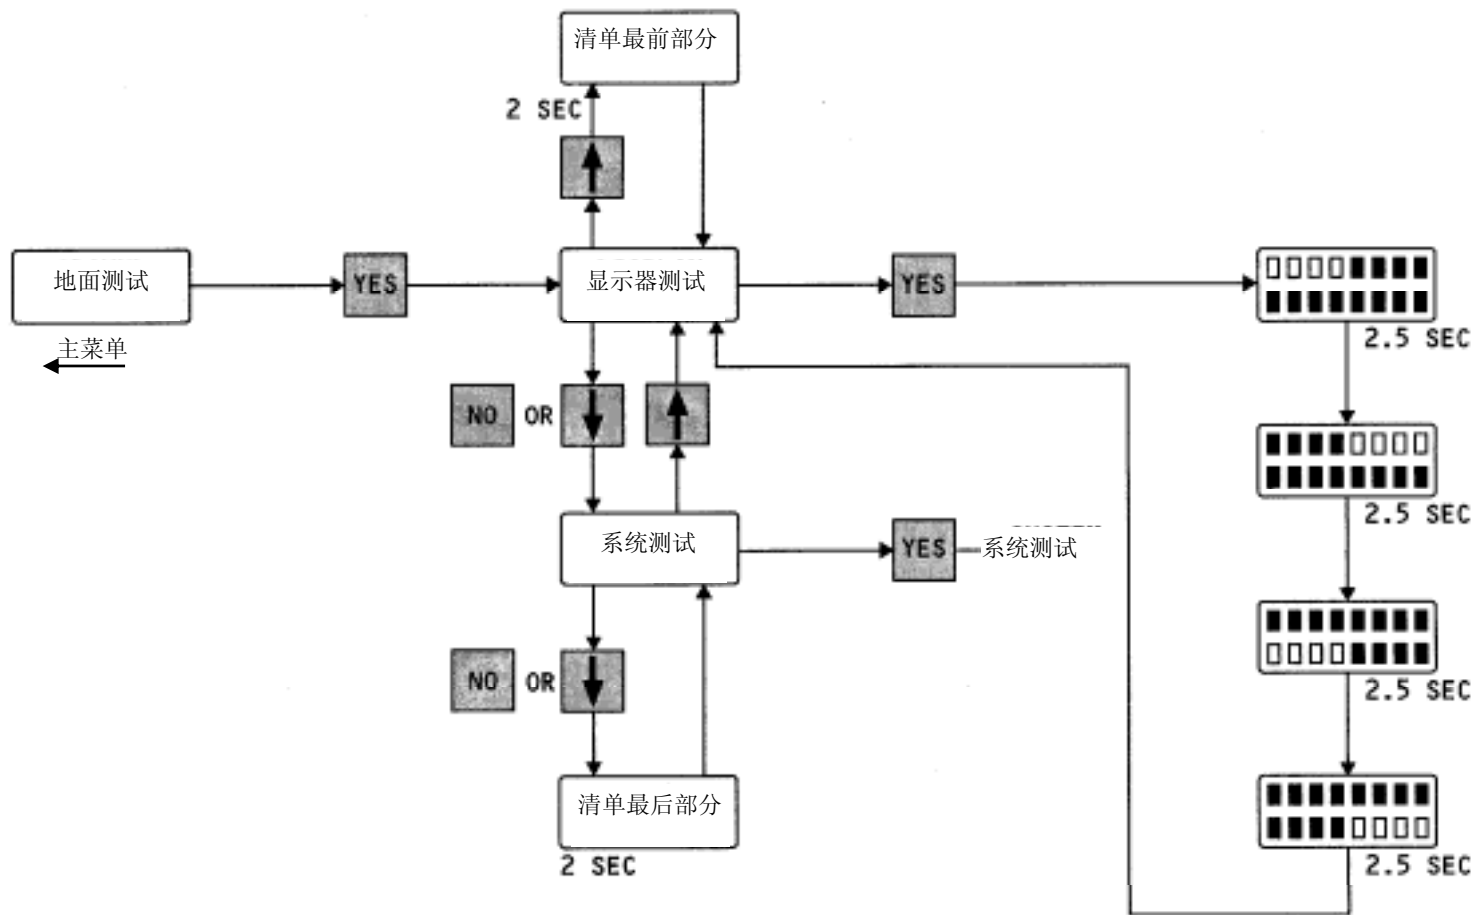 清单最前部分
2 SEC
地面测试
YES
显示器测试
YES
2.5 SEC
主菜单
NO OR
2.5 SEC
系统测试
YES
系统测试
NO OR
2.5 SEC
清单最后部分
2 SEC
2.5 SEC